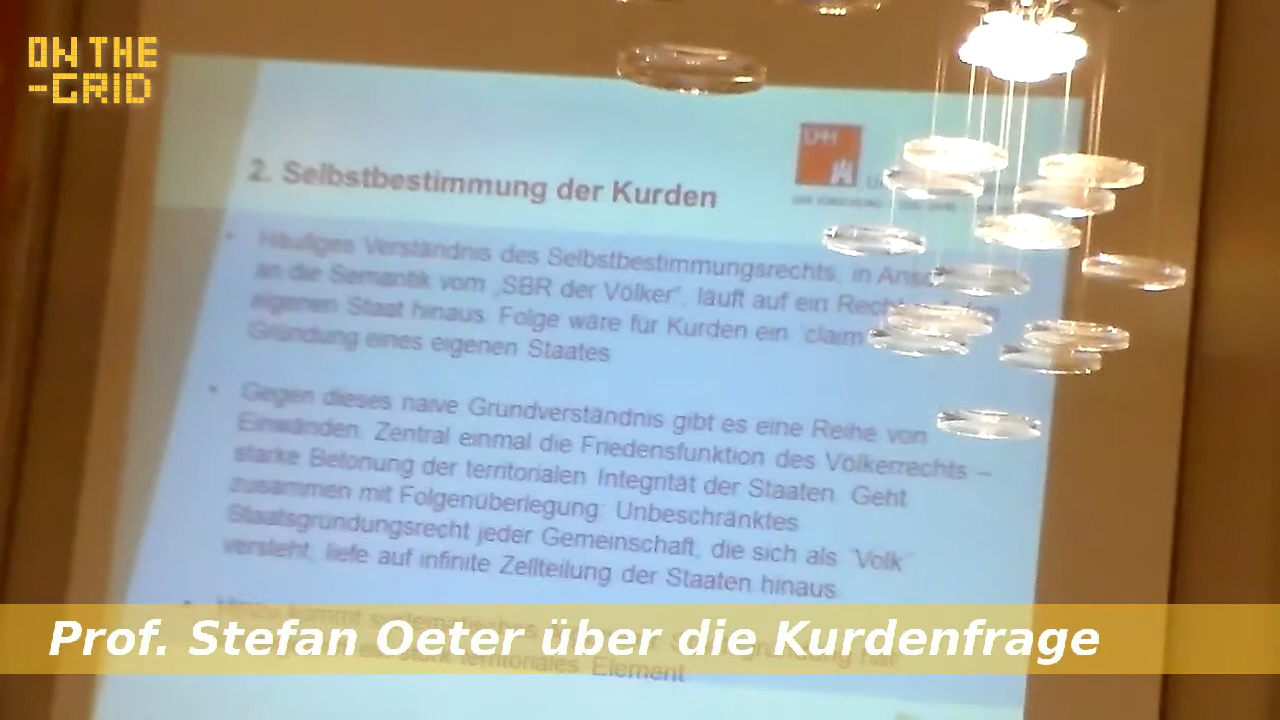 ON THE
-GRID
UHH
2. Selbstbestimmung der Kurden
• Häufiges Verständnis des Selbstbestimmungsrechts, in
an die Semantik vom „SBR der Völker“, läuft auf ein
eigenen Staat hinaus. Folge wäre für Kurden ein "claim
Gründung eines eigenen Staates
• Gegen dieses naive Grundverständnis gibt es eine Reihe von
Einwänden. Zentral einmal die Friedensfunktion des Völkerrechts –
starke Betonung der territorialen Integrität der Staaten. Geht
zusammen mit Folgenüberlegung: Unbeschränktes
Staatsgründungsrecht jeder Gemeinschaft, die sich als "Volk"
versteht, liefe auf infinite Zellteilung der Staaten hinaus.
kommt
territoriales Element
Prof. Stefan Oeter über die Kurdenfrage